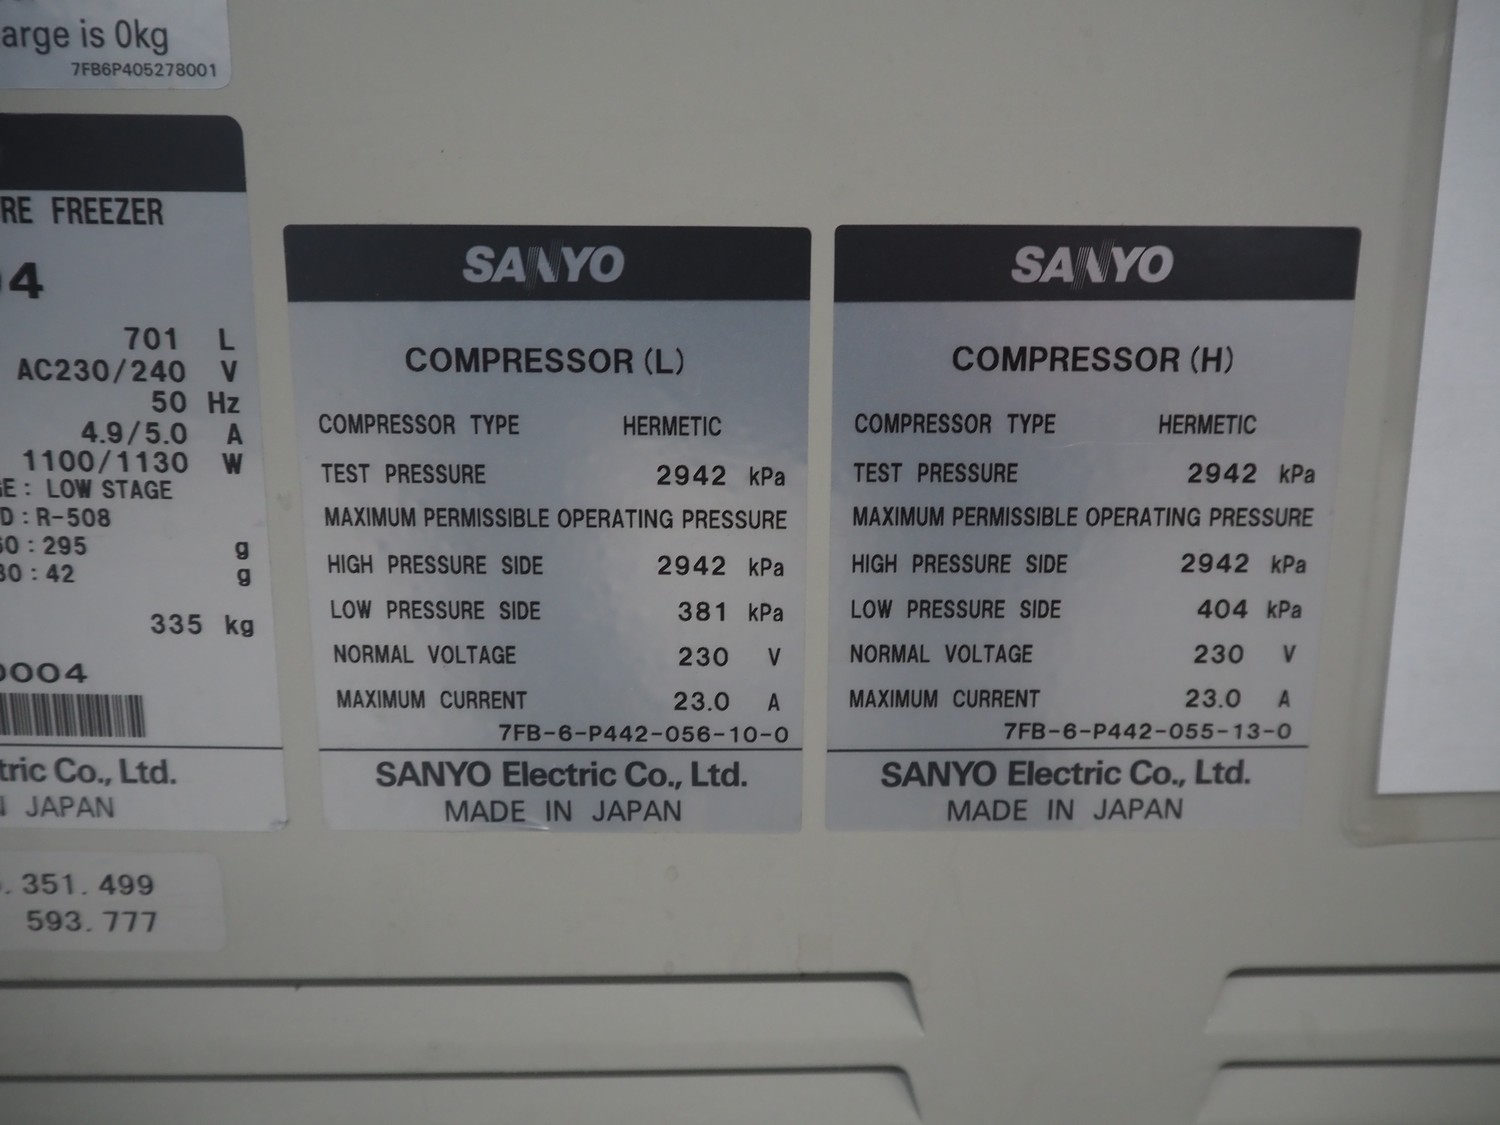 arge is 0kg
7FB6P405278001
RE FREEZER
4
701 L
AC230/240 V
50 Hz
4.9/5.0 A
1100/1130 W
E: LOW STAGE
D: R-508
60: 295 g
30: 42 g
335 kg
0004
tric Co., Ltd.
N JAPAN
.351.499
593.777
SANYO
COMPRESSOR (L)
COMPRESSOR TYPE HERMETIC
TEST PRESSURE 2942 kPa
MAXIMUM PERMISSIBLE OPERATING PRESSURE
HIGH PRESSURE SIDE 2942 kPa
LOW PRESSURE SIDE 381 kPa
NORMAL VOLTAGE 230 V
MAXIMUM CURRENT 23.0 A
7FB-6-P442-056-10-0
SANYO Electric Co., Ltd.
MADE IN JAPAN
SANYO
COMPRESSOR (H)
COMPRESSOR TYPE HERMETIC
TEST PRESSURE 2942 kPa
MAXIMUM PERMISSIBLE OPERATING PRESSURE
HIGH PRESSURE SIDE 2942 kPa
LOW PRESSURE SIDE 404 kPa
NORMAL VOLTAGE 230 V
MAXIMUM CURRENT 23.0 A
7FB-6-P442-055-13-0
SANYO Electric Co., Ltd.
MADE IN JAPAN